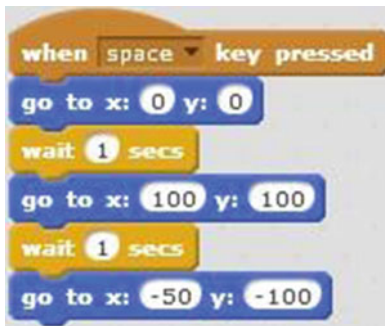 when space key pressed
go to x: 0 y: 0
wait 1 secs
go to x: 100 y: 100
wait 1 secs
go to x: -50 y: -100